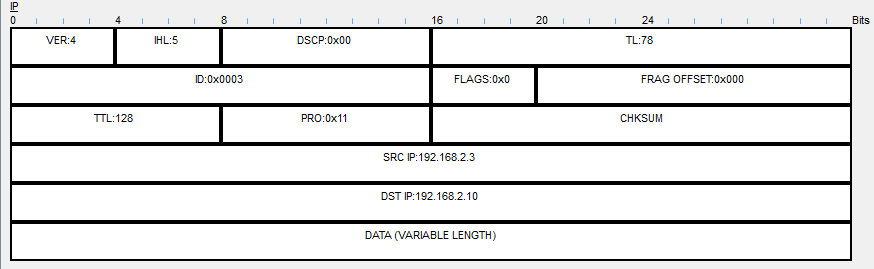 IP
0 4 8 16 20 24 Bits
VER:4 IHL:5 DSCP:0x00 TL:78
ID:0x0003 FLAGS:0x0 FRAG OFFSET:0x000
TTL:128 PRO:0x11 CHKSUM
SRC IP:192.168.2.3
DST IP:192.168.2.10
DATA (VARIABLE LENGTH)